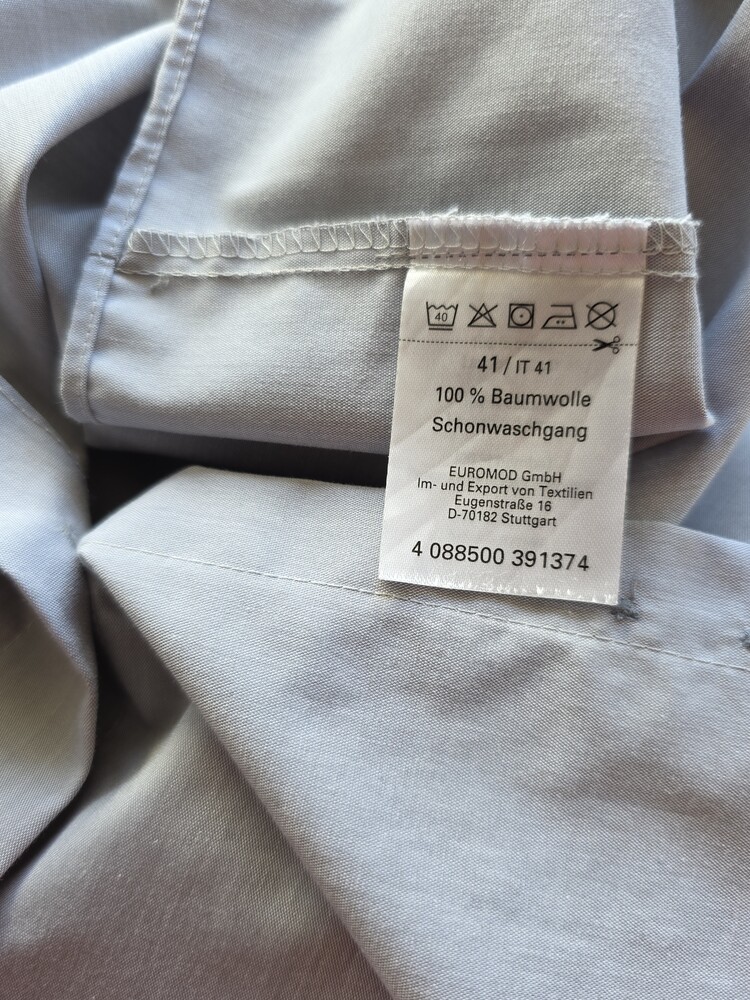 40
41 / IT 41
100 % Baumwolle
Schonwaschgang
EUROMOD GmbH
Im- und Export von Textilien
Eugenstraße 16
D-70182 Stuttgart
4 088500 391374